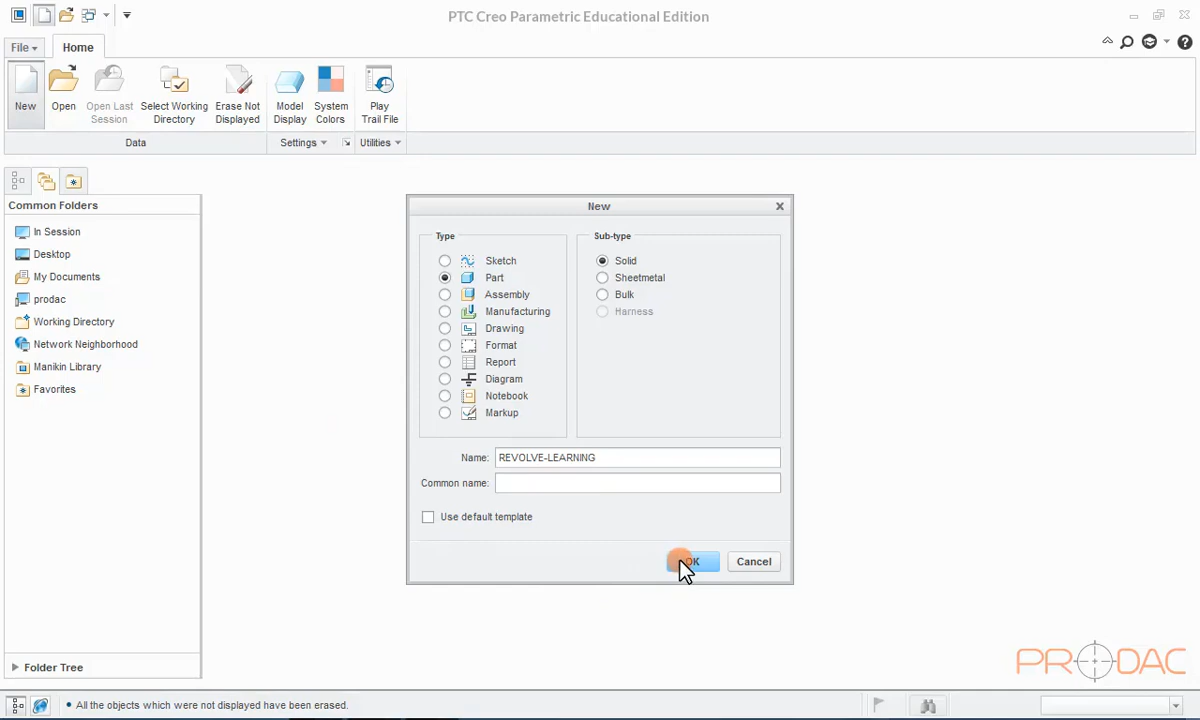 PTC Creo Parametric Educational Edition
File
Home
New
Open
Open Last
Session
Select Working
Directory
Erase Not
Displayed
Model
Display
System
Colors
Play
Trail File
Data
Settings
Utilities
Common Folders
In Session
Desktop
My Documents
prodac
Working Directory
Network Neighborhood
Manikin Library
Favorites
Folder Tree
New
Type
Sketch
Part
Assembly
Manufacturing
Drawing
Format
Report
Diagram
Notebook
Markup
Sub-type
Solid
Sheetmetal
Bulk
Harness
Name: REVOLVE-LEARNING
Common name:
Use default template
OK
Cancel
PRODAC
• All the objects which were not displayed have been erased.